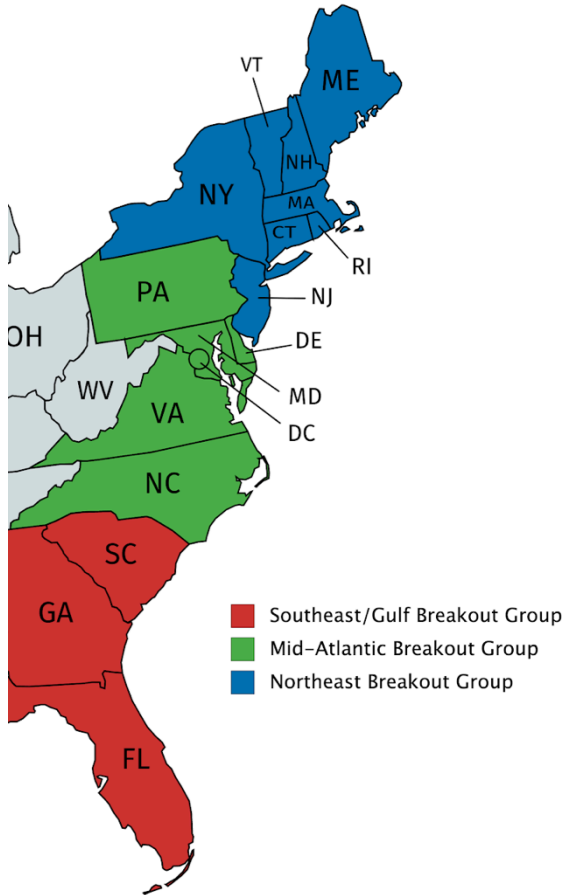 VT
ME
NH
NY
MA
CT
RI
PA
NJ
OH
DE
WV
MD
VA
DC
NC
SC
GA
Southeast/Gulf Breakout Group
Mid-Atlantic Breakout Group
Northeast Breakout Group
FL